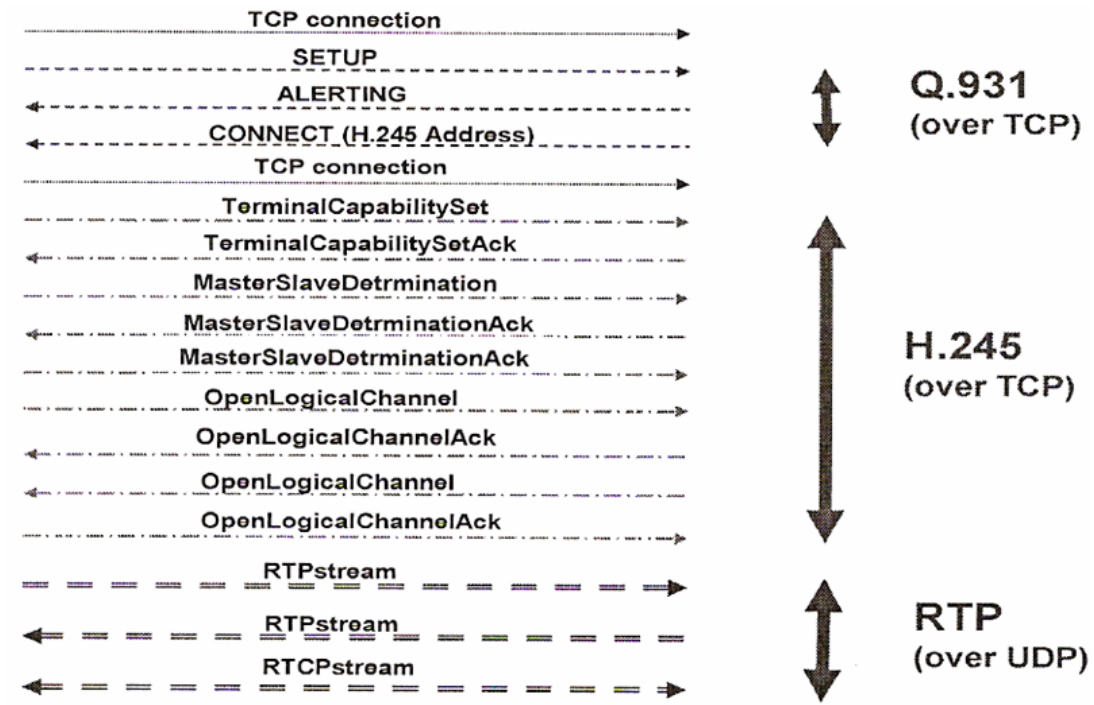 TCP connection
SETUP
ALERTING
CONNECT (H.245 Address)
TCP connection
TerminalCapabilitySet
TerminalCapabilitySetAck
MasterSlaveDetrmination
MasterSlaveDetrminationAck
MasterSlaveDetrminationAck
OpenLogicalChannel
OpenLogicalChannelAck
OpenLogicalChannel
OpenLogicalChannelAck
RTPstream
RTPstream
RTCPstream
Q.931
(over TCP)
H.245
(over TCP)
RTP
(over UDP)